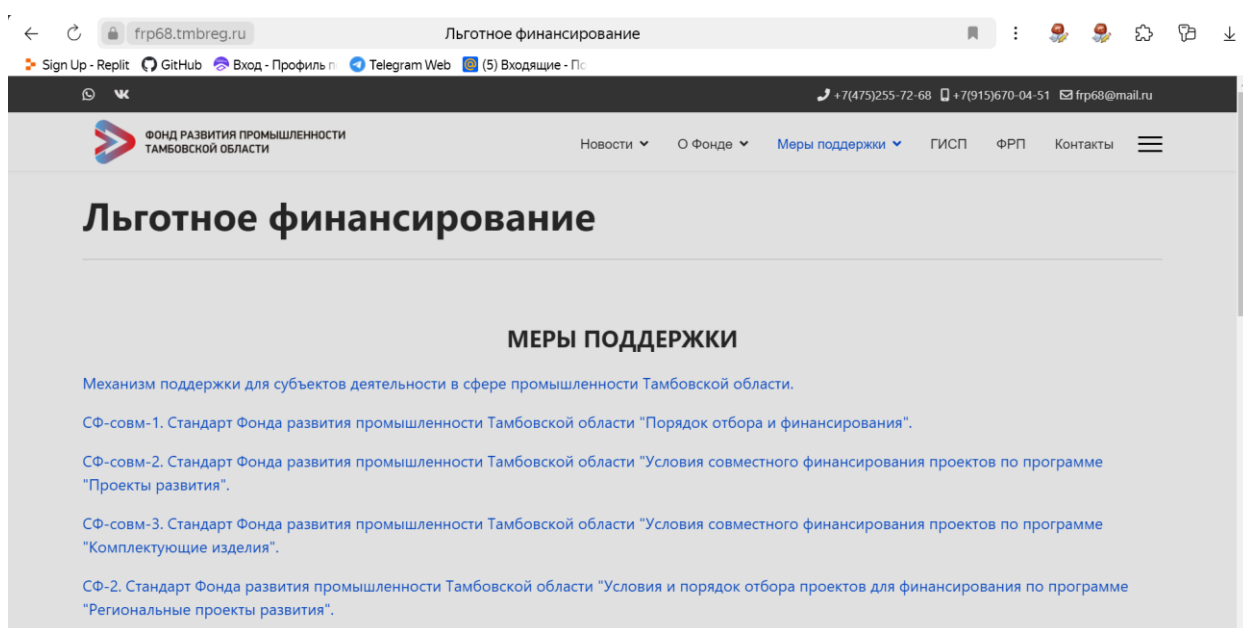 frp68.tmbreg.ru Льготное финансирование
Sign Up - Replit GitHub Вход - Профиль п Telegram Web (5) Входящие - По
+7(475)255-72-68 +7(915)670-04-51 frp68@mail.ru
ФОНД РАЗВИТИЯ ПРОМЫШЛЕННОСТИ
ТАМБОВСКОЙ ОБЛАСТИ
Новости О Фонде Меры поддержки ГИСП ФРП Контакты
Льготное финансирование
МЕРЫ ПОДДЕРЖКИ
Механизм поддержки для субъектов деятельности в сфере промышленности Тамбовской области.
СФ-совм-1. Стандарт Фонда развития промышленности Тамбовской области "Порядок отбора и финансирования".
СФ-совм-2. Стандарт Фонда развития промышленности Тамбовской области "Условия совместного финансирования проектов по программе
"Проекты развития".
СФ-совм-3. Стандарт Фонда развития промышленности Тамбовской области "Условия совместного финансирования проектов по программе
"Комплектующие изделия".
СФ-2. Стандарт Фонда развития промышленности Тамбовской области "Условия и порядок отбора проектов для финансирования по программе
"Региональные проекты развития".